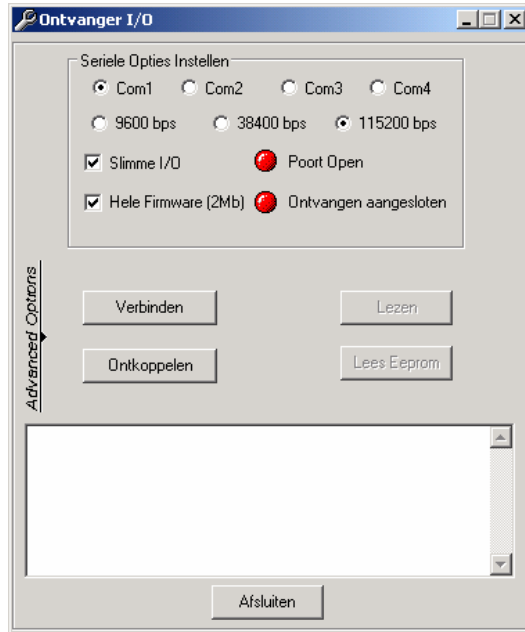 Ontvanger I/O
Seriele Opties Instellen
Com1 Com2 Com3 Com4
9600 bps 38400 bps 115200 bps
Slimme I/O Poort Open
Hele Firmware (2Mb) Ontvangen aangesloten
Advanced Options
Verbinden Lezen
Ontkoppelen Lees Eeprom
Afsluiten